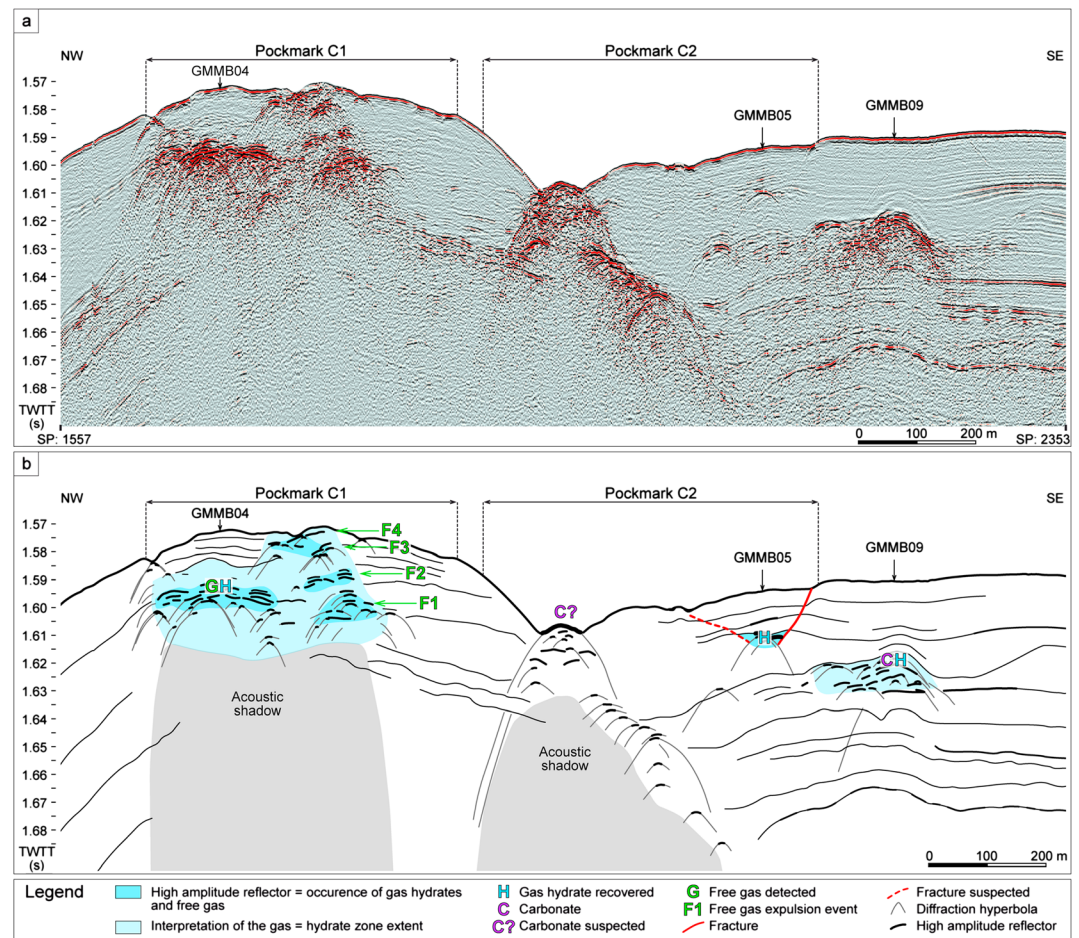 a
NW
Pockmark C1
Pockmark C2
SE
GMMB04
GMMB05
GMMB09
1.57
1.58
1.59
1.60
1.61
1.62
1.63
1.64
1.65
1.66
1.67
1.68
TWTT
(s)
SP: 1557
0 100 200 m
SP: 2353
b
NW
Pockmark C1
Pockmark C2
SE
GMMB04
GMMB05
GMMB09
1.57
1.58
1.59
1.60
1.61
1.62
1.63
1.64
1.65
1.66
1.67
1.68
TWTT
(s)
F4
F3
F2
F1
GH
C?
H
CH
Acoustic
shadow
Acoustic
shadow
0 100 200 m
Legend
High amplitude reflector = occurence of gas hydrates
and free gas
Interpretation of the gas = hydrate zone extent
H Gas hydrate recovered
C Carbonate
C? Carbonate suspected
G Free gas detected
F1 Free gas expulsion event
Fracture
Fracture suspected
Diffraction hyperbola
High amplitude reflector